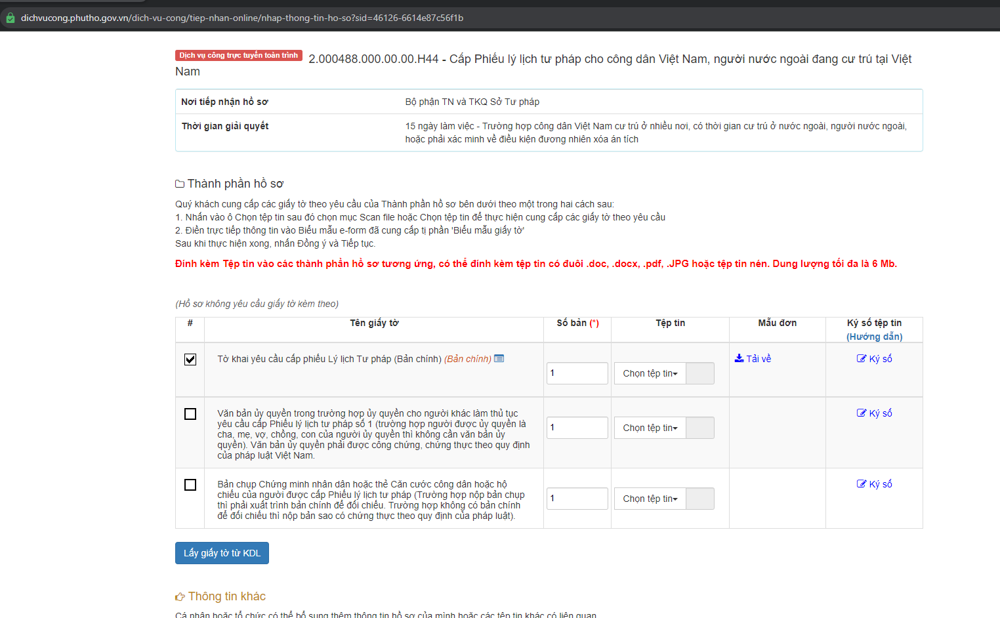 dichvucong.phutho.gov.vn/dich-vu-cong/tiep-nhan-online/nhap-thong-tin-ho-so?sid=46126-6614e87c56f1b
Dịch vụ công trực tuyến toàn trình 2.000488.000.00.00.H44 - Cấp Phiếu lý lịch tư pháp cho công dân Việt Nam, người nước ngoài đang cư trú tại Việt
Nam
Nơi tiếp nhận hồ sơ Bộ phận TN và TKQ Sở Tư pháp
Thời gian giải quyết 15 ngày làm việc - Trường hợp công dân Việt Nam cư trú ở nhiều nơi, có thời gian cư trú ở nước ngoài, người nước ngoài,
hoặc phải xác minh về điều kiện đương nhiên xóa án tích
Thành phần hồ sơ
Quý khách cung cấp các giấy tờ theo yêu cầu của Thành phần hồ sơ bên dưới theo một trong hai cách sau:
1. Nhấn vào ô Chọn tệp tin sau đó chọn mục Scan file hoặc Chọn tệp tin để thực hiện cung cấp các giấy tờ theo yêu cầu
2. Điền trực tiếp thông tin vào Biểu mẫu e-form đã cung cấp tị phần 'Biểu mẫu giấy tờ'
Sau khi thực hiện xong, nhấn Đồng ý và Tiếp tục.
Đính kèm Tệp tin vào các thành phần hồ sơ tương ứng, có thể đính kèm tệp tin có đuôi .doc, .docx, .pdf, .JPG hoặc tệp tin nén. Dung lượng tối đa là 6 Mb.
(Hồ sơ không yêu cầu giấy tờ kèm theo)
# Tên giấy tờ Số bản (*) Tệp tin Mẫu đơn Ký số tệp tin
(Hướng dẫn)
Tờ khai yêu cầu cấp phiếu Lý lịch Tư pháp (Bản chính) (Bản chính) Tải về Ký số
1 Chọn tệp tin
Văn bản ủy quyền trong trường hợp ủy quyền cho người khác làm thủ tục Ký số
yêu cầu cấp Phiếu lý lịch tư pháp số 1 (trường hợp người được ủy quyền là
1 Chọn tệp tin
cha, mẹ, vợ, chồng, con của người ủy quyền thì không cần văn bản ủy
quyền). Văn bản ủy quyền phải được công chứng, chứng thực theo quy định
của pháp luật Việt Nam.
Bản chụp Chứng minh nhân dân hoặc thẻ Căn cước công dân hoặc hộ Ký số
chiếu của người được cấp Phiếu lý lịch tư pháp (Trường hợp nộp bản chụp
1 Chọn tệp tin
thì phải xuất trình bản chính để đối chiếu. Trường hợp không có bản chính
để đối chiếu thì nộp bản sao có chứng thực theo quy định của pháp luật).
Lấy giấy tờ từ KDL
Thông tin khác
Cá nhân hoặc tổ chức có thể bổ sung thêm thông tin hồ sơ của mình hoặc các tệp tin khác có liên quan